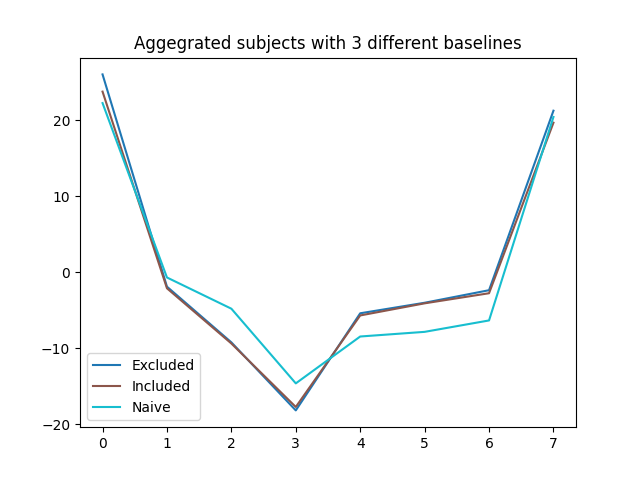 Aggegrated subjects with 3 different baselines
20
10
0
−10
−20
Excluded
Included
Naive
0 1 2 3 4 5 6 7